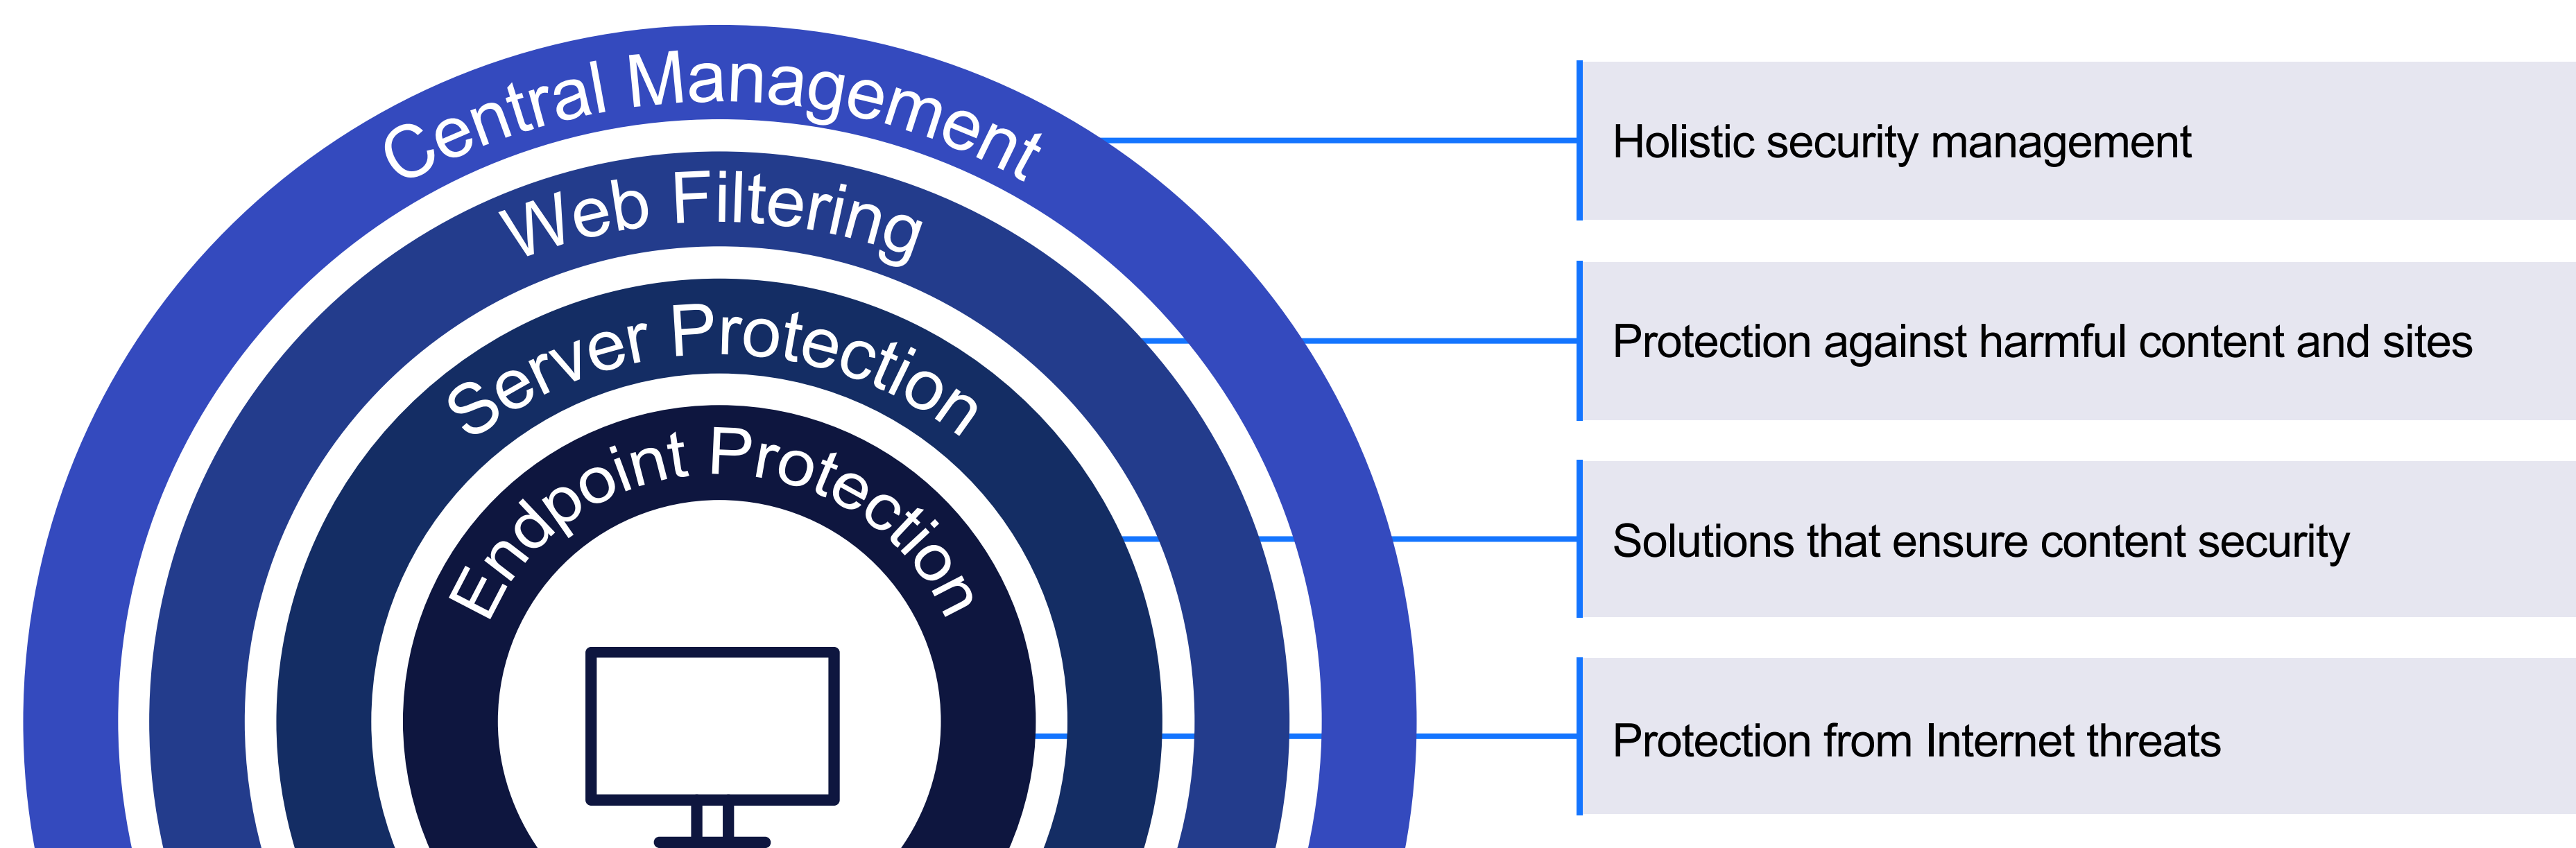 Central Management
Web Filtering
Server Protection
Endpoint Protection
Holistic security management
Protection against harmful content and sites
Solutions that ensure content security
Protection from Internet threats